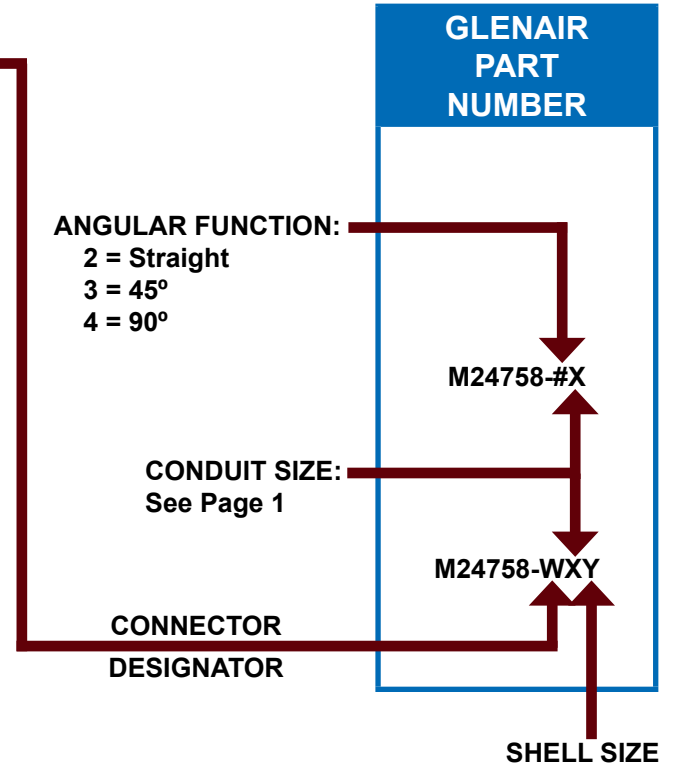 GLENAIR
PART
NUMBER
ANGULAR FUNCTION:
2 = Straight
3 = 45º
4 = 90º
M24758-#X
CONDUIT SIZE:
See Page 1
M24758-WXY
CONNECTOR
DESIGNATOR
SHELL SIZE